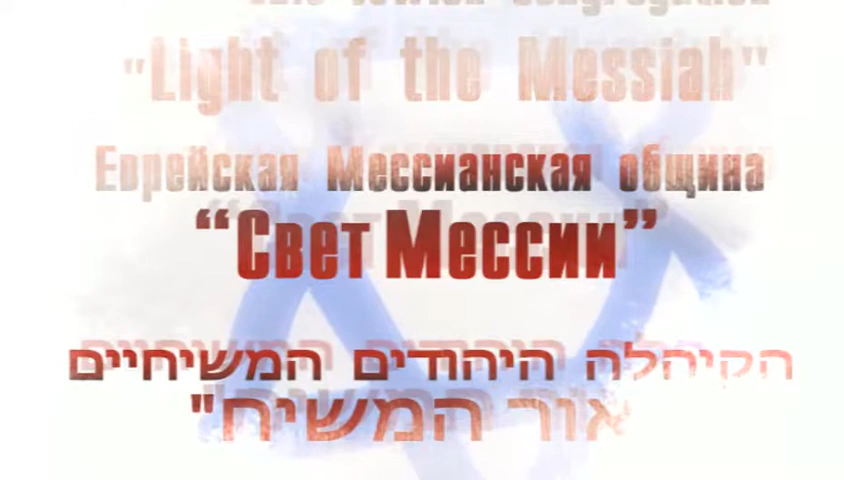 "Light of the Messiah"
Еврейская Мессианская община
“Свет Мессии”
הקיהלה היהודים המשיחיים
אור המשיח"